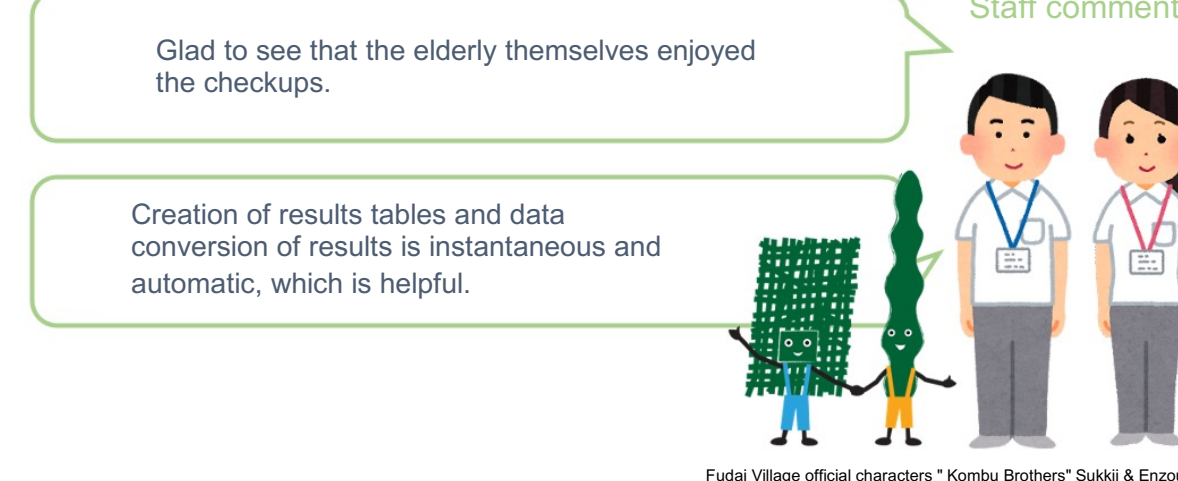 Staff comment
Glad to see that the elderly themselves enjoyed
the checkups.
Creation of results tables and data
conversion of results is instantaneous and
automatic, which is helpful.
Fudai Village official characters " Kombu Brothers" Sukkii & Enzou